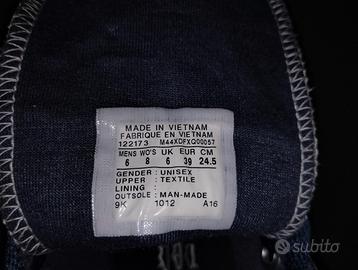 MADE IN VIETNAM
FABRIQUE EN VIETNAM
122173 M44XDFXQ00057
MENS WO'S UK EUR CM
6 8 6 39 24.5
GENDER : UNISEX
UPPER : TEXTILE
LINING :
OUTSOLE : MAN-MADE
9K 1012 A16
subito